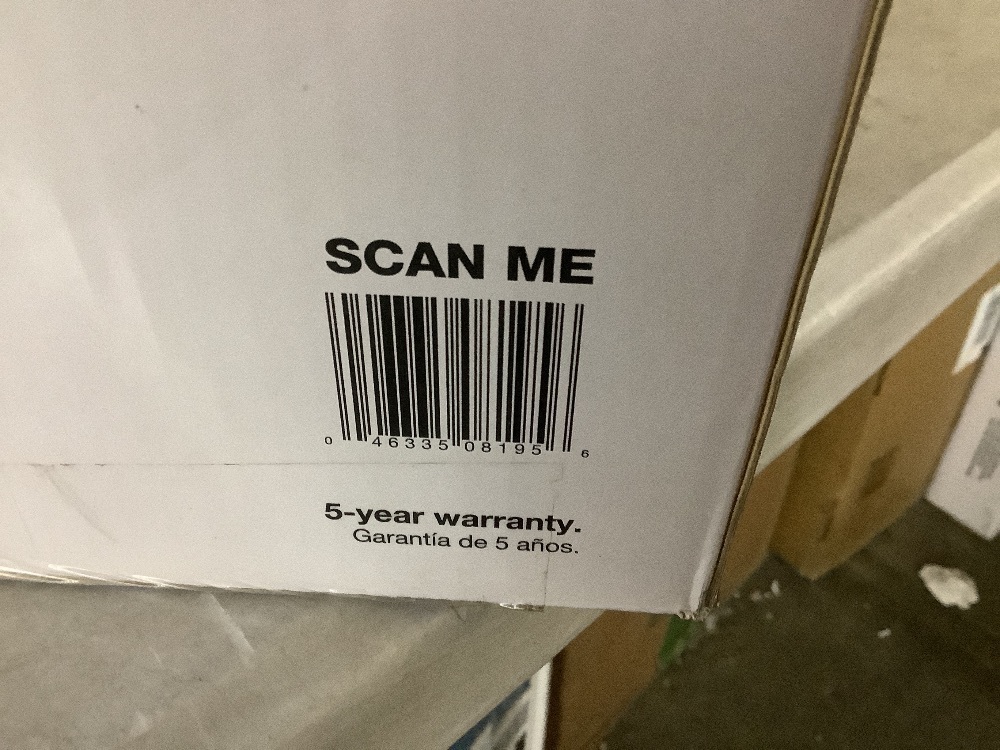 SCAN ME
0 46335 08195 6
5-year warranty.
Garantía de 5 años.